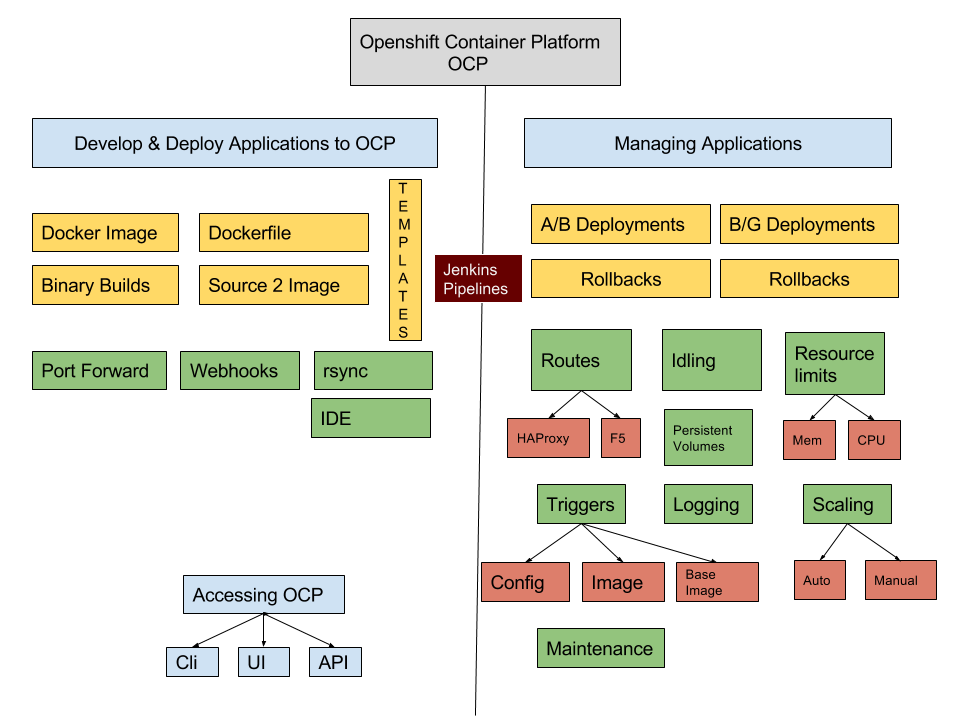 Openshift Container Platform
OCP
Develop & Deploy Applications to OCP
Managing Applications
TEMPLATES
Docker Image
Dockerfile
Binary Builds
Source 2 Image
Port Forward
Webhooks
rsync
IDE
Jenkins
Pipelines
A/B Deployments
B/G Deployments
Rollbacks
Rollbacks
Routes
Idling
Resource
limits
HAProxy
F5
Persistent
Volumes
Mem
CPU
Triggers
Logging
Scaling
Config
Image
Base
Image
Auto
Manual
Maintenance
Accessing OCP
Cli
UI
API